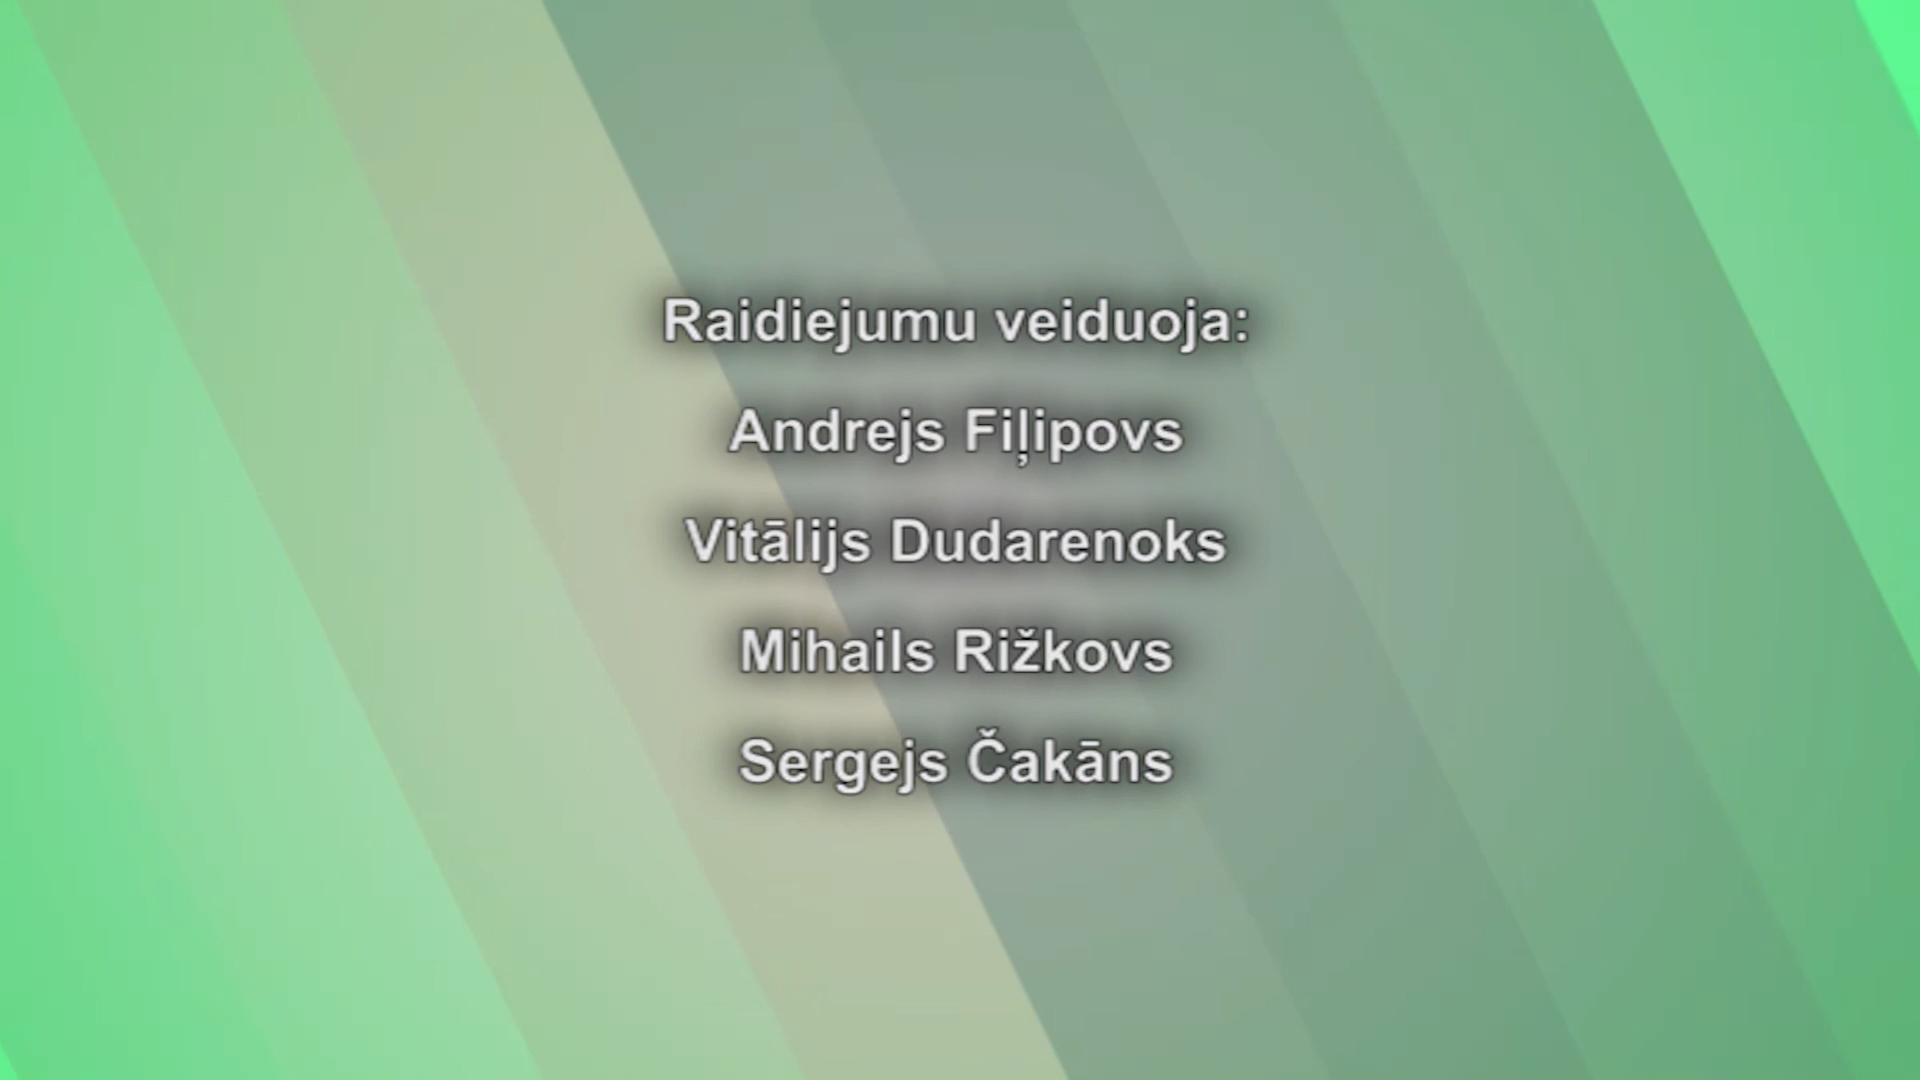 Raidiejumu veiduoja:
Andrejs Fiļipovs
Vitālijs Dudarenoks
Mihails Rižkovs
Sergejs Čakāns